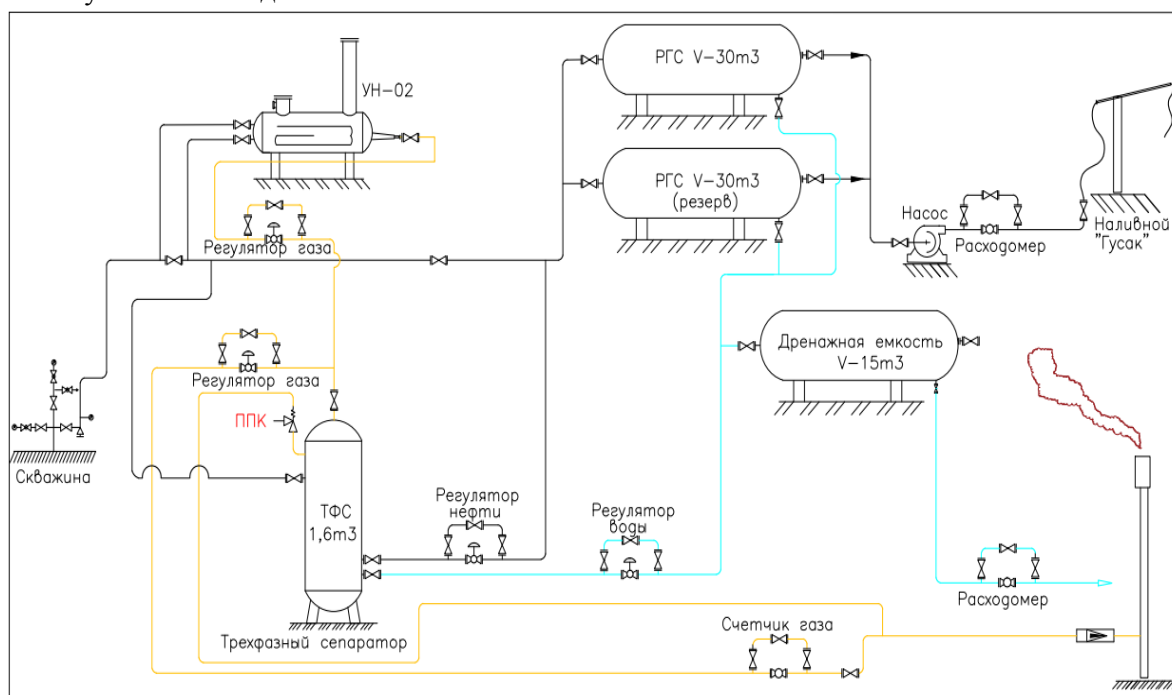 УН-02
РГС V-30m3
РГС V-30m3
(резерв)
Насос
Расходомер
Наливной
"Гусак"
Регулятор газа
Дренажная емкость
V-15m3
Регулятор газа
ППК
Скважина
ТФС
1,6m3
Регулятор
нефти
Регулятор
воды
Расходомер
Трехфазный сепаратор
Счетчик газа